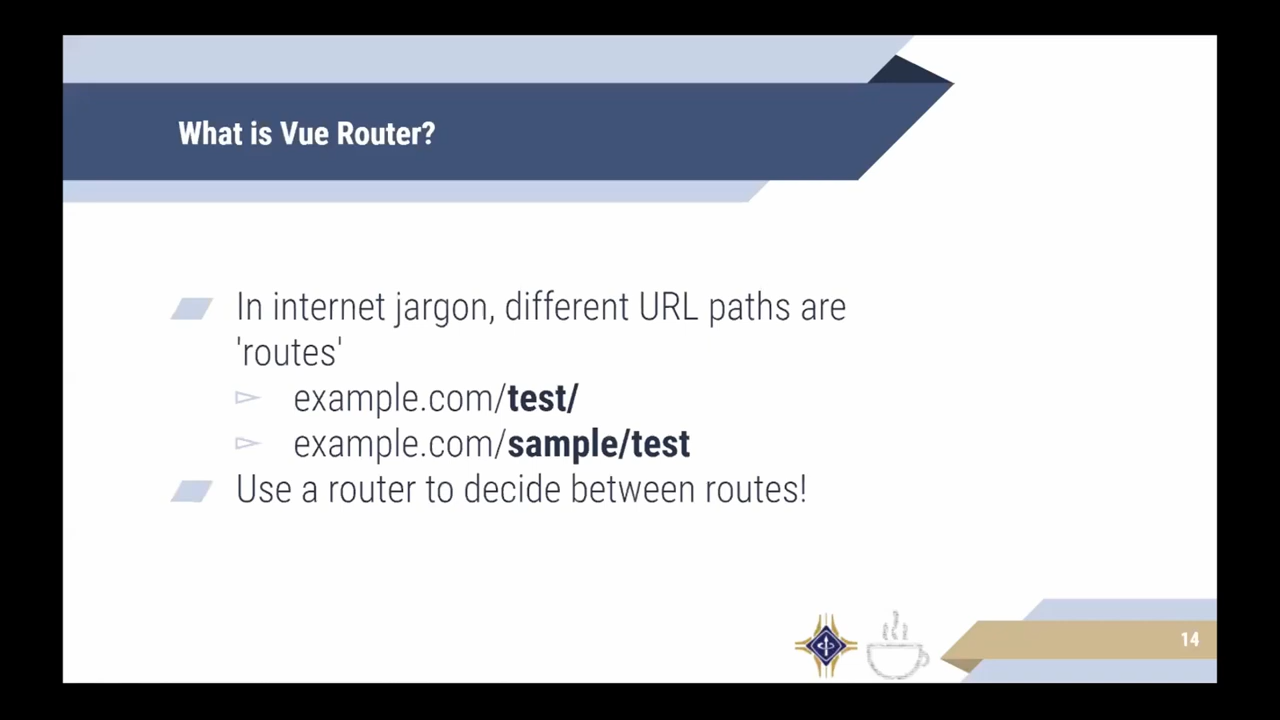 What is Vue Router?
In internet jargon, different URL paths are
'routes'
example.com/test/
example.com/sample/test
Use a router to decide between routes!
14